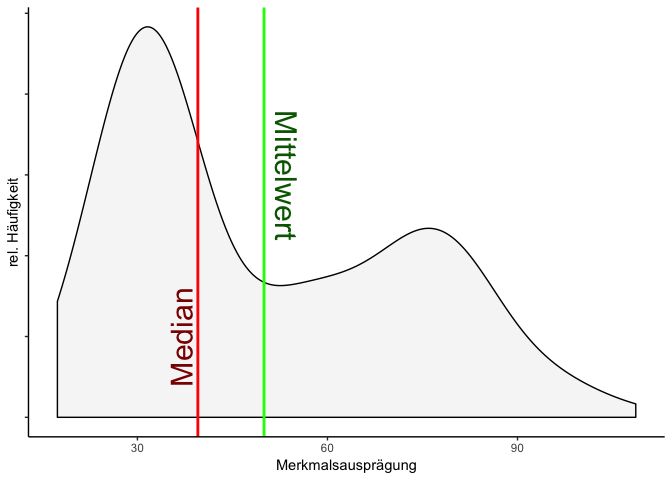 rel. Häufigkeit
Mittelwert
Median
30
60
90
Merkmalsausprägung